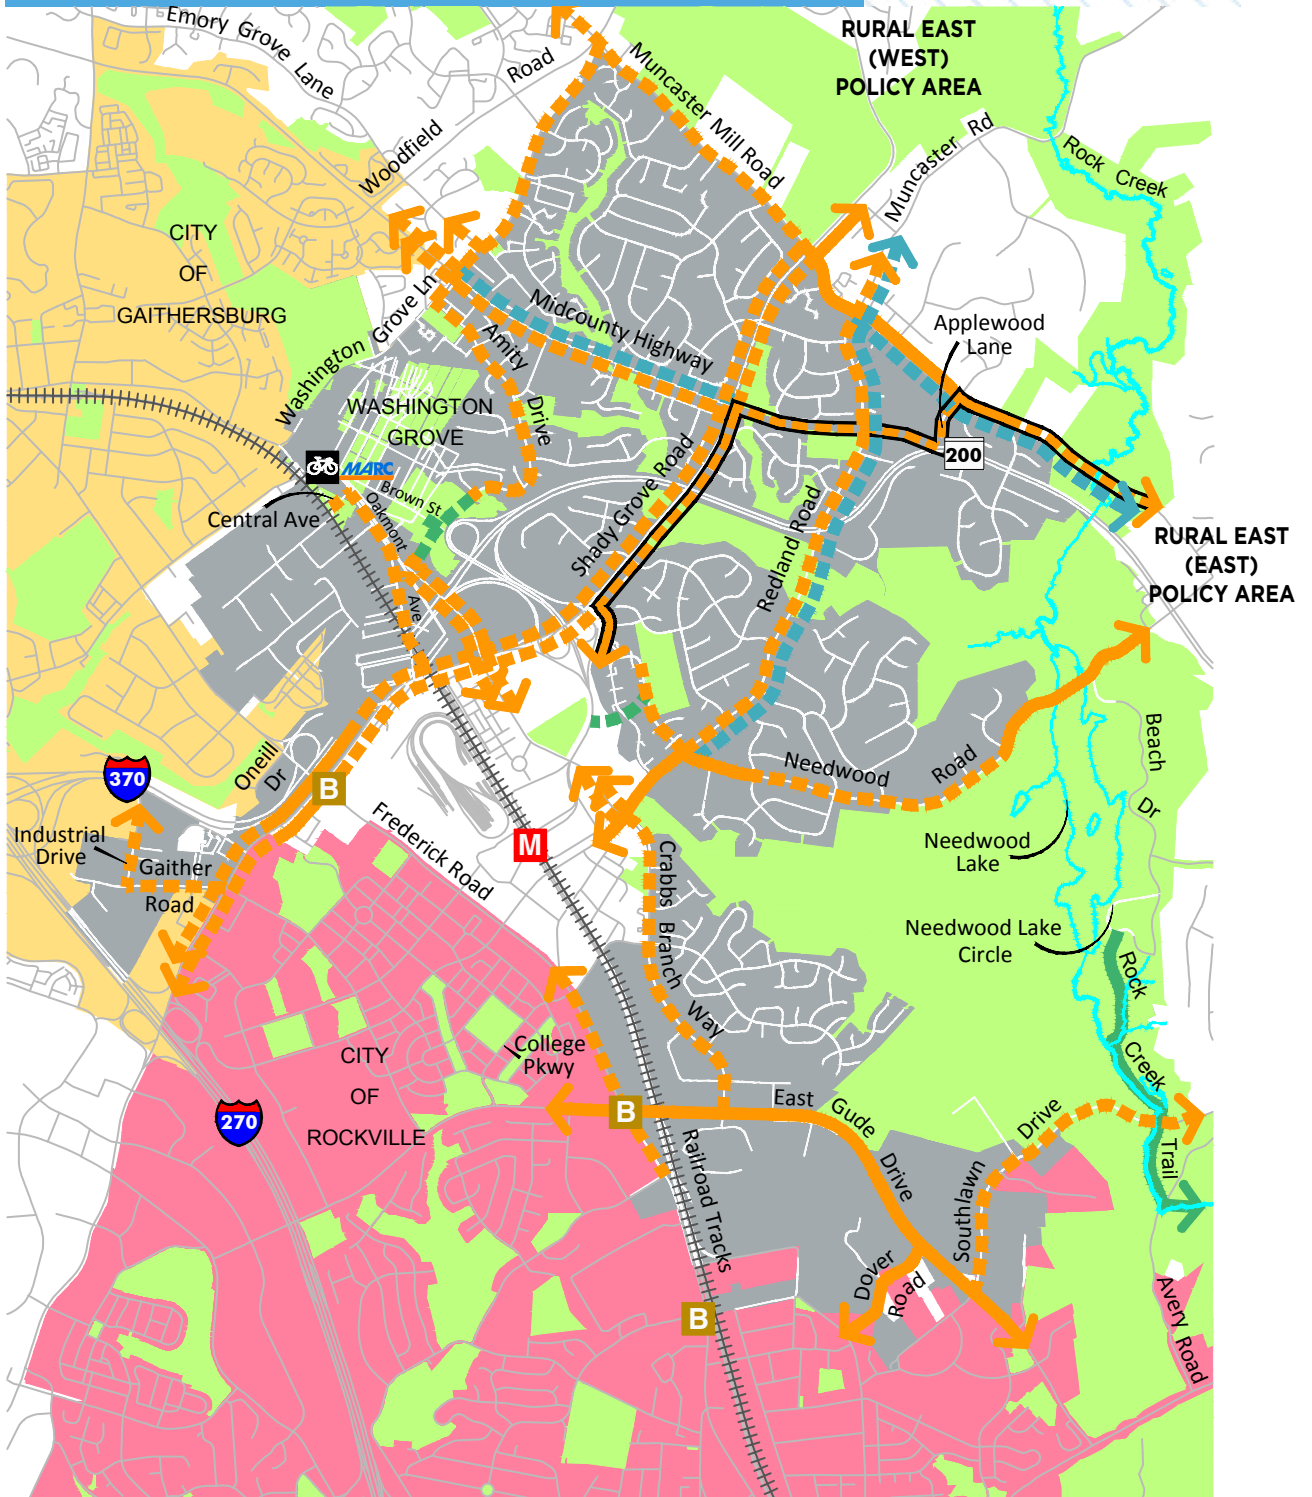 Emory Grove Lane
Woodfield Road
Muncaster Mill Road
RURAL EAST
(WEST)
POLICY AREA
Muncaster Rd
Rock Creek
CITY
OF
GAITHERSBURG
Washington Grove Ln
Midcounty Highway
Amity Drive
Applewood
Lane
WASHINGTON
GROVE
MARC
Brown St
Central Ave
Oakmont Ave
Shady Grove Road
200
Redland Road
RURAL EAST
(EAST)
POLICY AREA
370
Oneill
Dr
B
Industrial
Drive
Gaither
Road
Frederick Road
M
Needwood Road
Beach Dr
Needwood
Lake
Crabbs Branch Way
Needwood Lake
Circle
Rock Creek Trail
CITY
OF
ROCKVILLE
College
Pkwy
270
B
East Gude Drive
Railroad Tracks
Southlawn Drive
Dover
Road
B
Avery Road